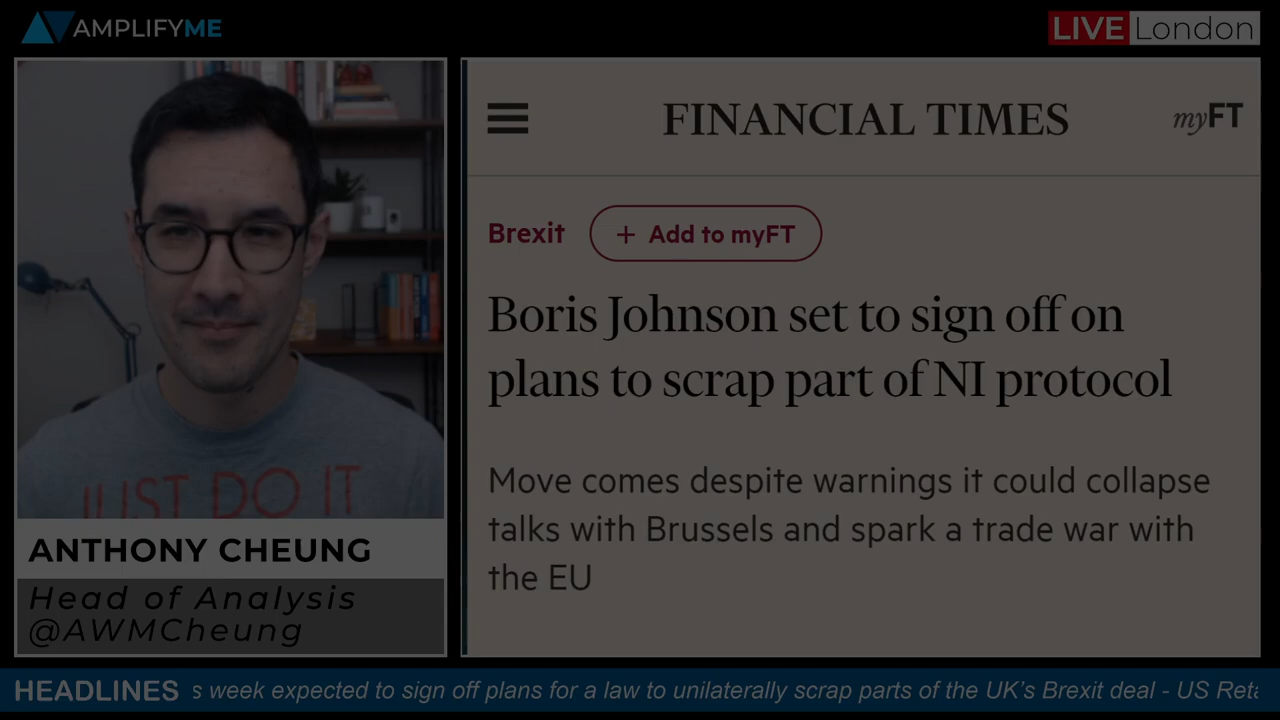 AMPLIFYME
LIVE London
FINANCIAL TIMES
myFT
Brexit
+ Add to myFT
Boris Johnson set to sign off on
plans to scrap part of NI protocol
Move comes despite warnings it could collapse
talks with Brussels and spark a trade war with
the EU
JUST DO IT
ANTHONY CHEUNG
Head of Analysis
@AWMCheung
HEADLINES s week expected to sign off plans for a law to unilaterally scrap parts of the UK's Brexit deal - US Reta